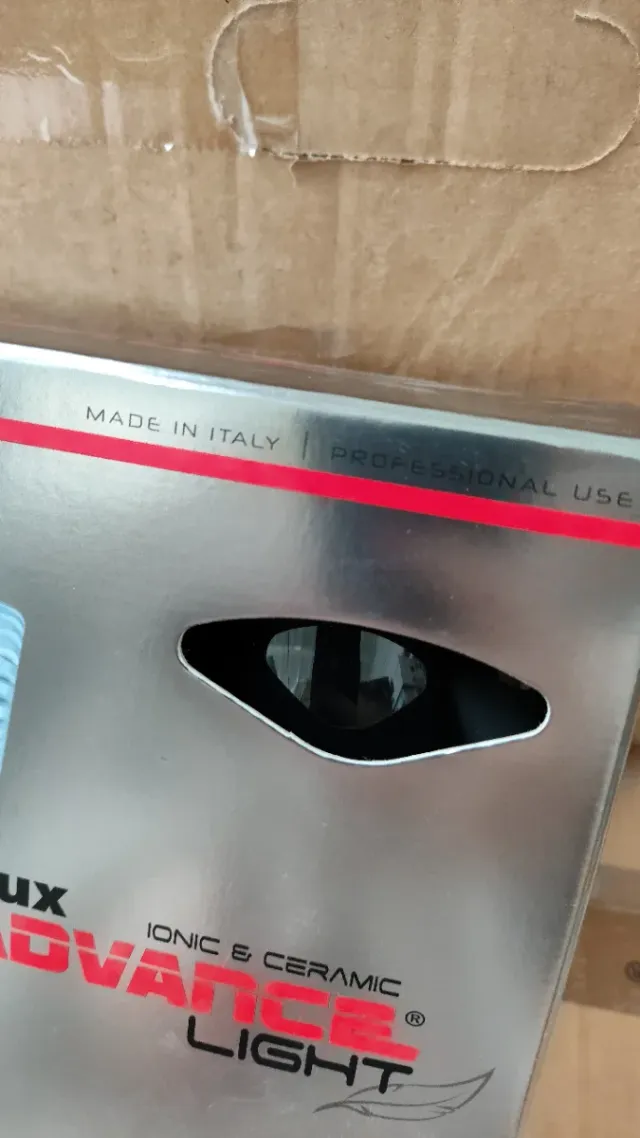 MADE IN ITALY | PROFESSIONAL USE
ux
IONIC & CERAMIC
ADVANCE®
LIGHT